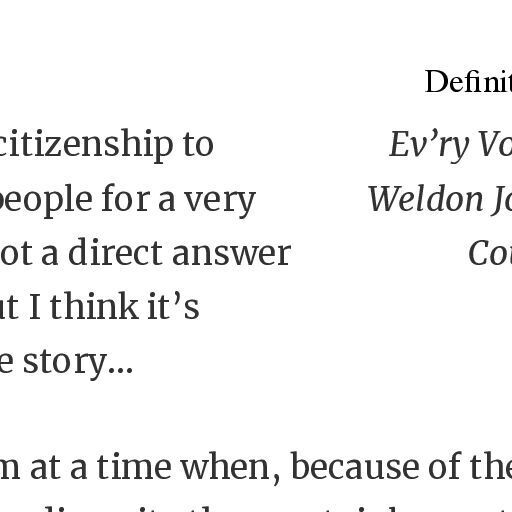 Definit
citizenship to
people for a very
ot a direct answer
ut I think it’s
e story...
Ev’ry Vo
Weldon Jo
Cou
m at a time when, because of the